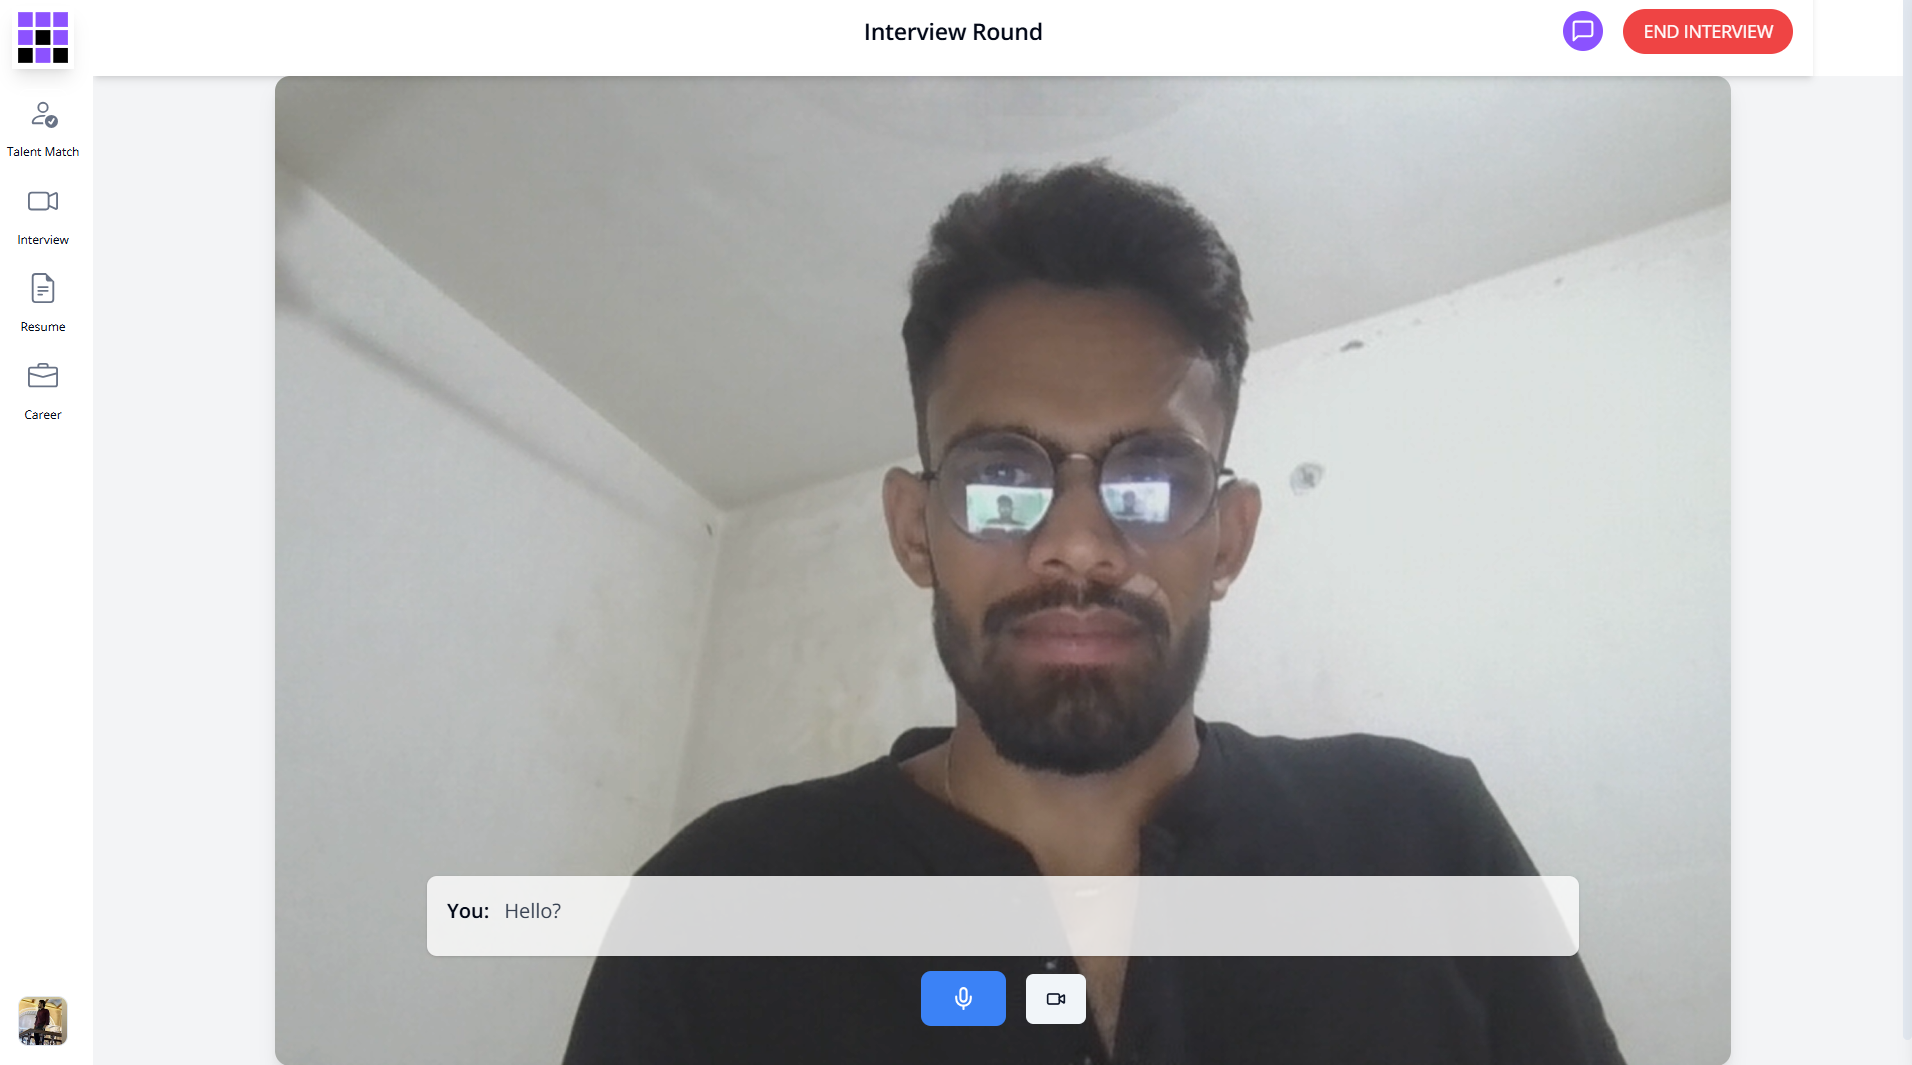 Interview Round
END INTERVIEW
Talent Match
Interview
Resume
Career
You: Hello?